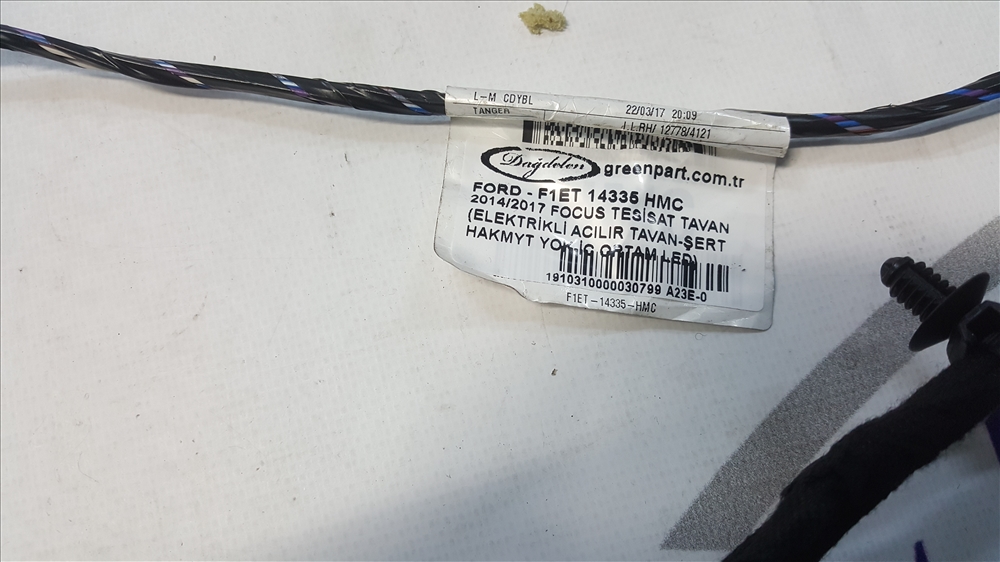 L-M CDYBL 22/03/17 20:09
TANGER J.L.RH/ 12778/4121
Dağdelen greenpart.com.tr
FORD - F1ET 14335 HMC
2014/2017 FOCUS TESİSAT TAVAN
(ELEKTRİKLİ ACILIR TAVAN-ŞERT
HAKMYT YOK-İÇ ORTAM LED)
1910310000030799 A23E-0
F1ET-14335-HMC